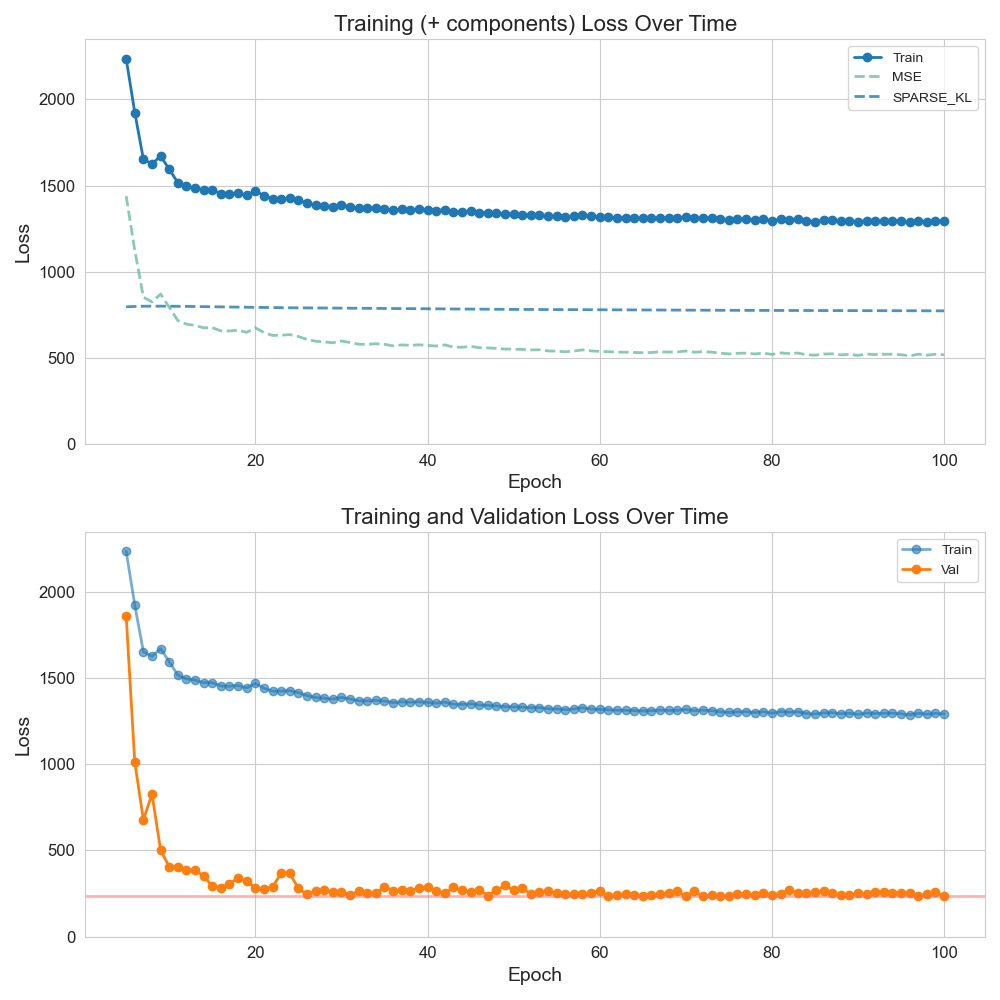 Training (+ components) Loss Over Time
Train
MSE
SPARSE_KL
2000
1500
1000
500
0
Loss
20 40 60 80 100
Epoch
Training and Validation Loss Over Time
Train
Val
2000
1500
1000
500
0
Loss
20 40 60 80 100
Epoch